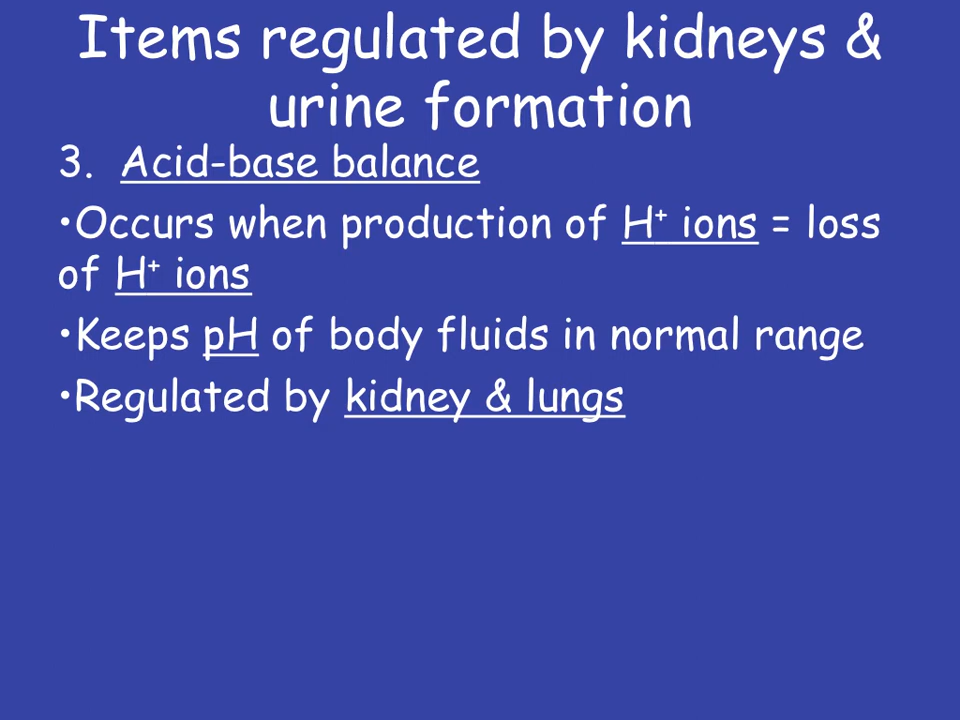 Items regulated by kidneys &
urine formation
3. Acid-base balance
•Occurs when production of H⁺ ions = loss
of H⁺ ions
•Keeps pH of body fluids in normal range
•Regulated by kidney & lungs